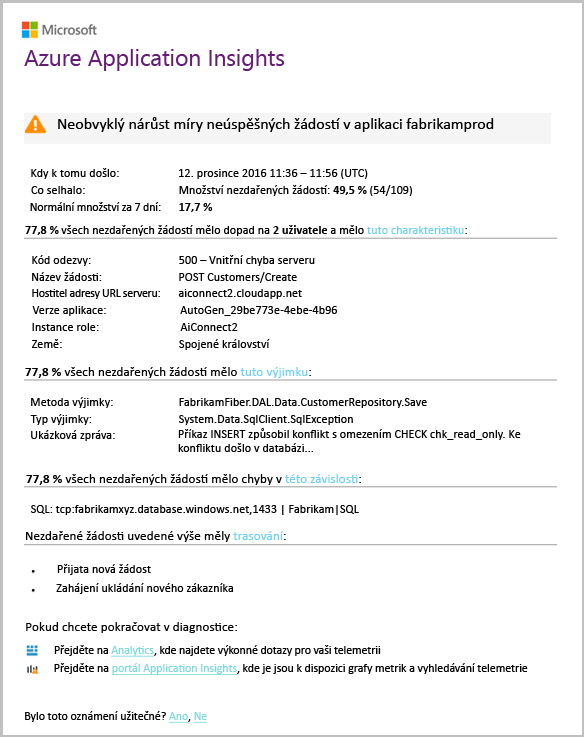 Microsoft
Azure Application Insights
Neobvyklý nárůst míry neúspěšných žádostí v aplikaci fabrikamprod
Kdy k tomu došlo: 12. prosince 2016 11:36 – 11:56 (UTC)
Co selhalo: Množství nezdařených žádostí: 49,5 % (54/109)
Normální množství za 7 dní: 17,7 %
77,8 % všech nezdařených žádostí mělo dopad na 2 uživatele a mělo tuto charakteristiku:
Kód odezvy: 500 – Vnitřní chyba serveru
Název žádosti: POST Customers/Create
Hostitel adresy URL serveru: aiconnect2.cloudapp.net
Verze aplikace: AutoGen_29be773e-4ebe-4b96
Instance role: AiConnect2
Země: Spojené království
77,8 % všech nezdařených žádostí mělo tuto výjimku:
Metoda výjimky: FabrikamFiber.DAL.Data.CustomerRepository.Save
Typ výjimky: System.Data.SqlClient.SqlException
Ukázková zpráva: Příkaz INSERT způsobil konflikt s omezením CHECK chk_read_only. Ke
konfliktu došlo v databázi...
77,8 % všech nezdařených žádostí mělo chyby v této závislosti:
SQL: tcp:fabrikamxyz.database.windows.net,1433 | Fabrikam|SQL
Nezdařené žádosti uvedené výše měly trasování:
• Přijata nová žádost
• Zahájení ukládání nového zákazníka
Pokud chcete pokračovat v diagnostice:
Přejděte na Analytics, kde najdete výkonné dotazy pro vaši telemetrii
Přejděte na portál Application Insights, kde je jsou k dispozici grafy metrik a vyhledávání telemetrie
Bylo toto oznámení užitečné? Ano, Ne